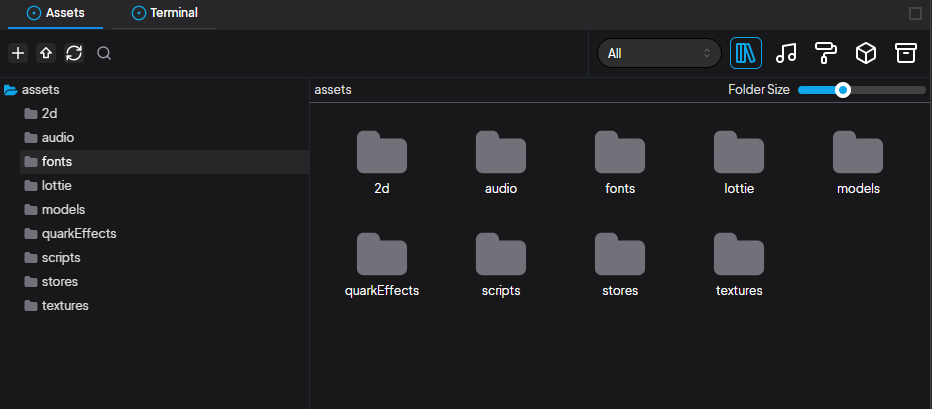 Assets
Terminal
All
assets
2d
audio
fonts
lottie
models
quarkEffects
scripts
stores
textures
assets
Folder Size
2d audio fonts lottie models
quarkEffects scripts stores textures